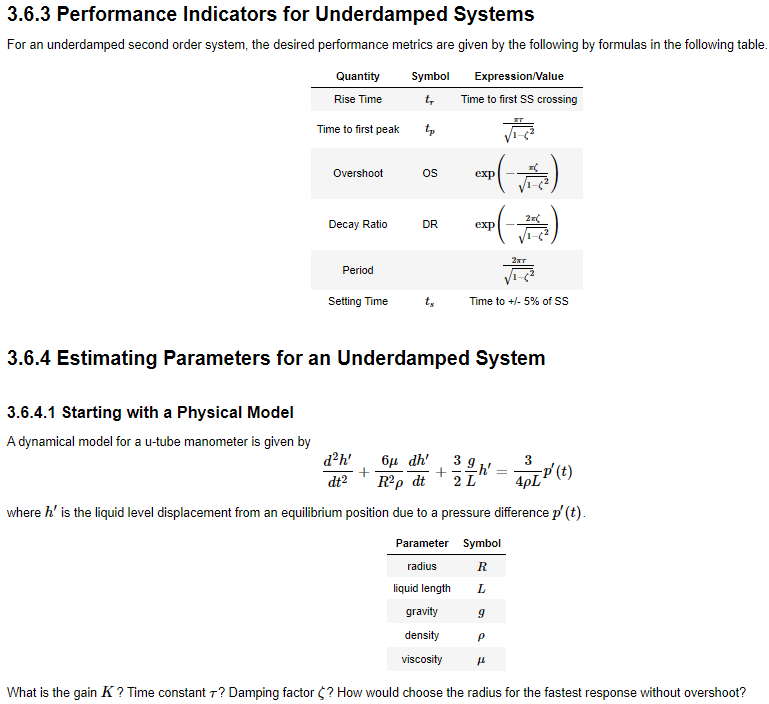 3.6.3 Performance Indicators for Underdamped Systems
For an underdamped second order system, the desired performance metrics are given by the following by formulas in the following table.
Quantity Symbol Expression/Value
Rise Time t_r Time to first SS crossing
Time to first peak t_p \frac{\pi\tau}{\sqrt{1-\zeta^2}}
Overshoot OS \exp\left(-\frac{\pi\zeta}{\sqrt{1-\zeta^2}}\right)
Decay Ratio DR \exp\left(-\frac{2\pi\zeta}{\sqrt{1-\zeta^2}}\right)
Period \frac{2\pi\tau}{\sqrt{1-\zeta^2}}
Setting Time t_s Time to +/- 5% of SS
3.6.4 Estimating Parameters for an Underdamped System
3.6.4.1 Starting with a Physical Model
A dynamical model for a u-tube manometer is given by
\frac{d^2h'}{dt^2} + \frac{6\mu}{R^2\rho}\frac{dh'}{dt} + \frac{3}{2}\frac{g}{L}h' = \frac{3}{4\rho L}p'(t)
where h′ is the liquid level displacement from an equilibrium position due to a pressure difference p′(t).
Parameter Symbol
radius R
liquid length L
gravity g
density ρ
viscosity μ
What is the gain K ? Time constant τ? Damping factor ζ? How would choose the radius for the fastest response without overshoot?